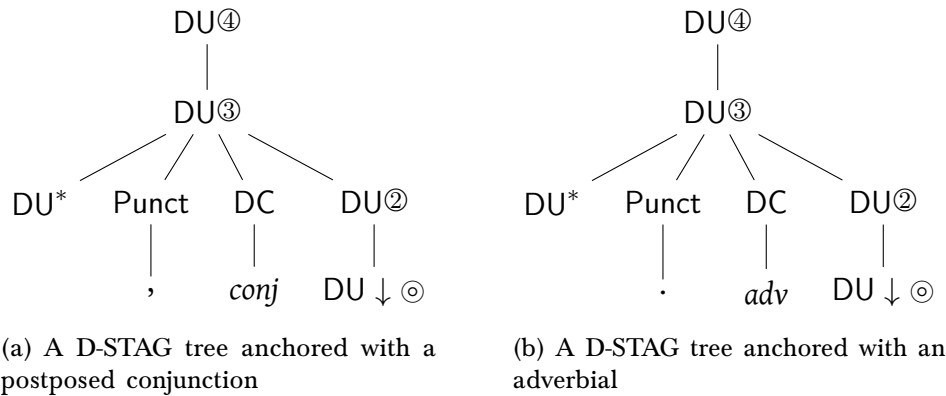 DU④ DU④
DU③ DU③
DU* Punct DC DU② DU* Punct DC DU②
, conj DU ↓ ⊚ . adv DU ↓ ⊚
(a) A D-STAG tree anchored with a
postposed conjunction
(b) A D-STAG tree anchored with an
adverbial